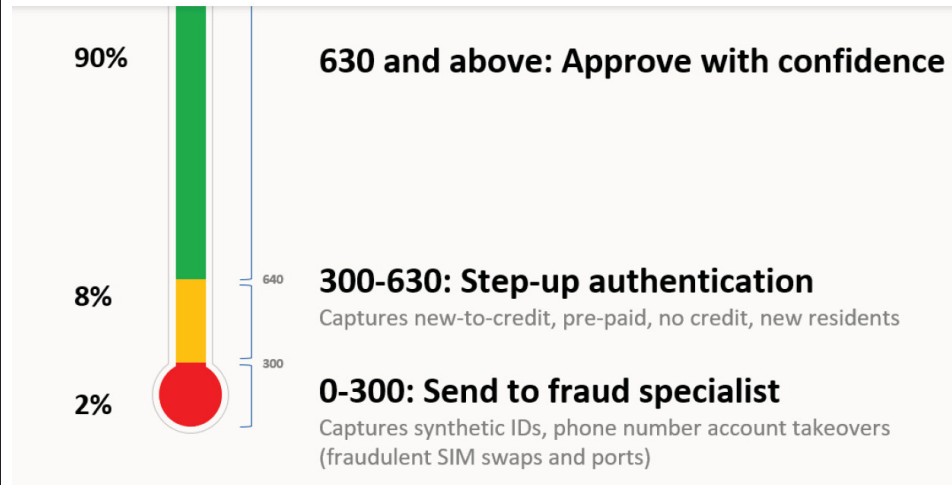 90%
630 and above: Approve with confidence
640
8%
300-630: Step-up authentication
Captures new-to-credit, pre-paid, no credit, new residents
300
2%
0-300: Send to fraud specialist
Captures synthetic IDs, phone number account takeovers
(fraudulent SIM swaps and ports)